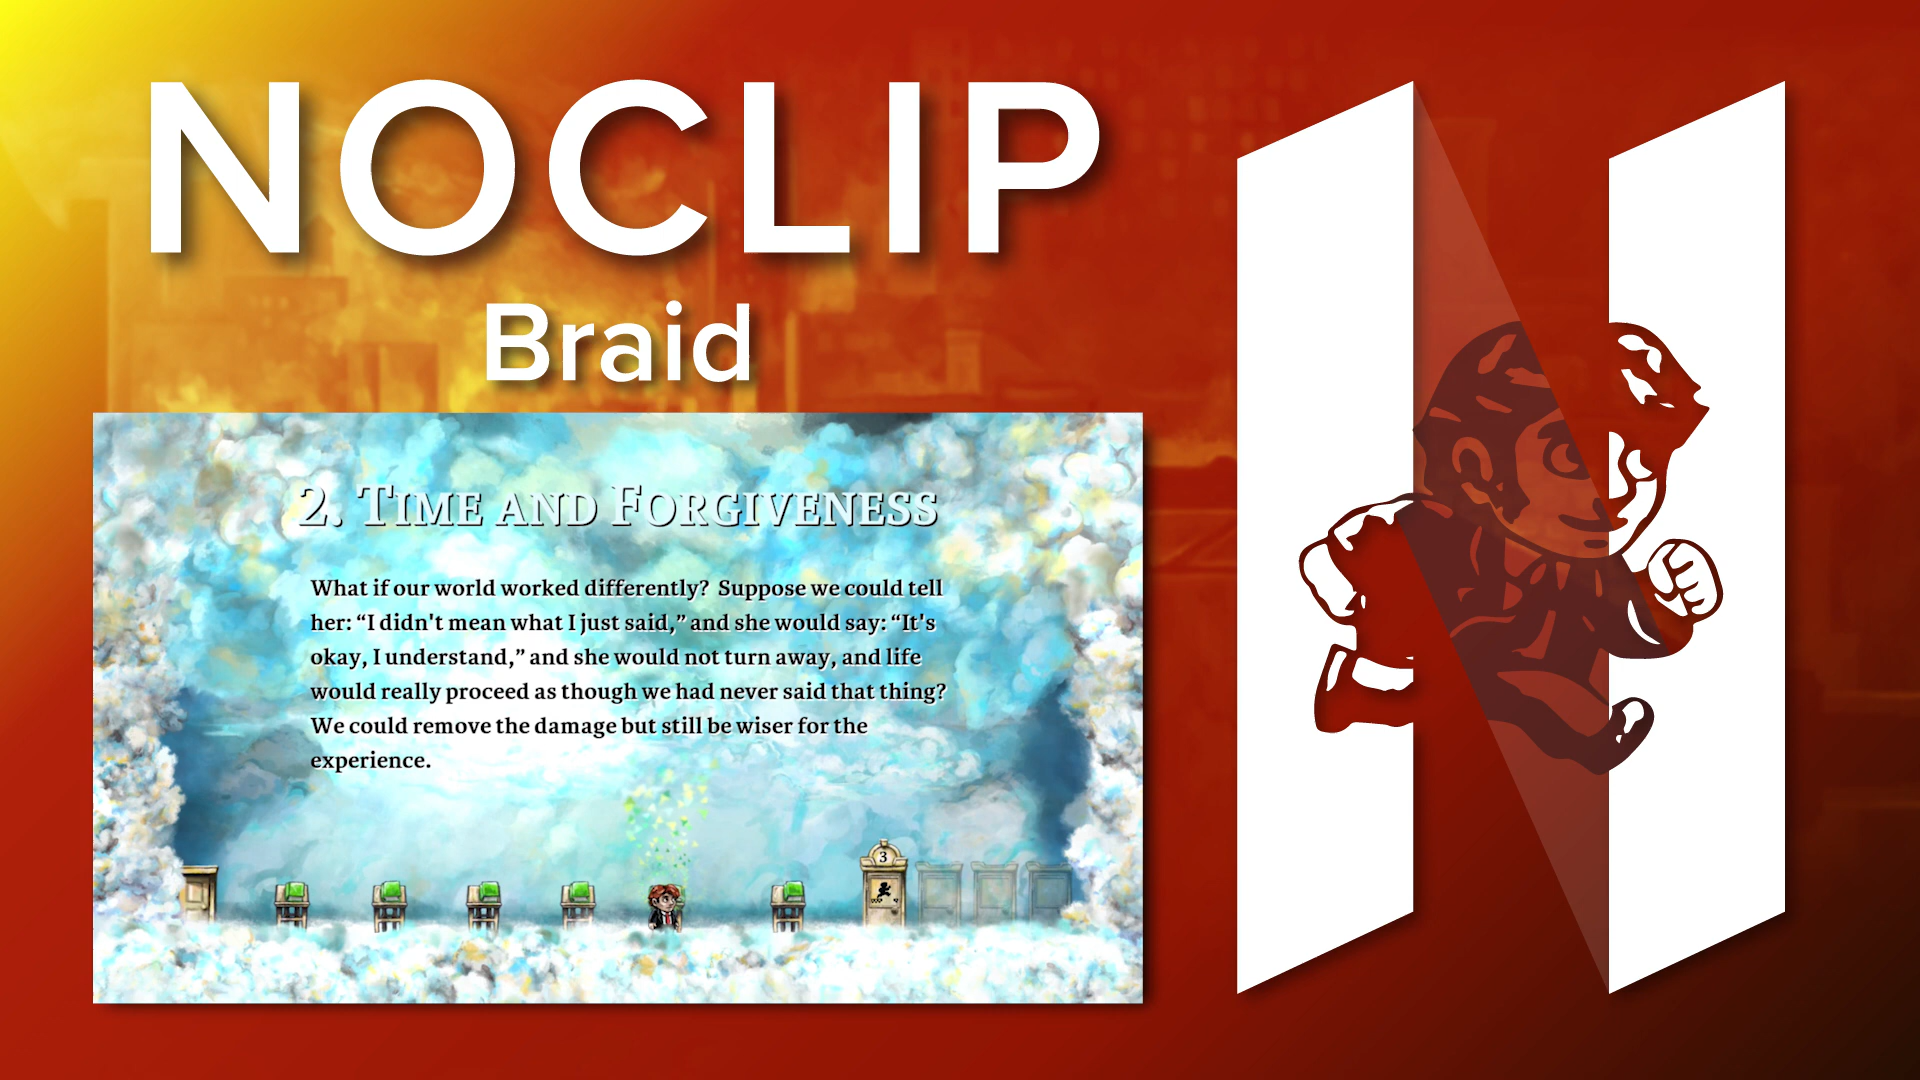 NOCLIP
Braid
2. TIME AND FORGIVENESS
What if our world worked differently?  Suppose we could tell
her: “I didn't mean what I just said,” and she would say: “It's
okay, I understand,” and she would not turn away, and life
would really proceed as though we had never said that thing?
We could remove the damage but still be wiser for the
experience.
3